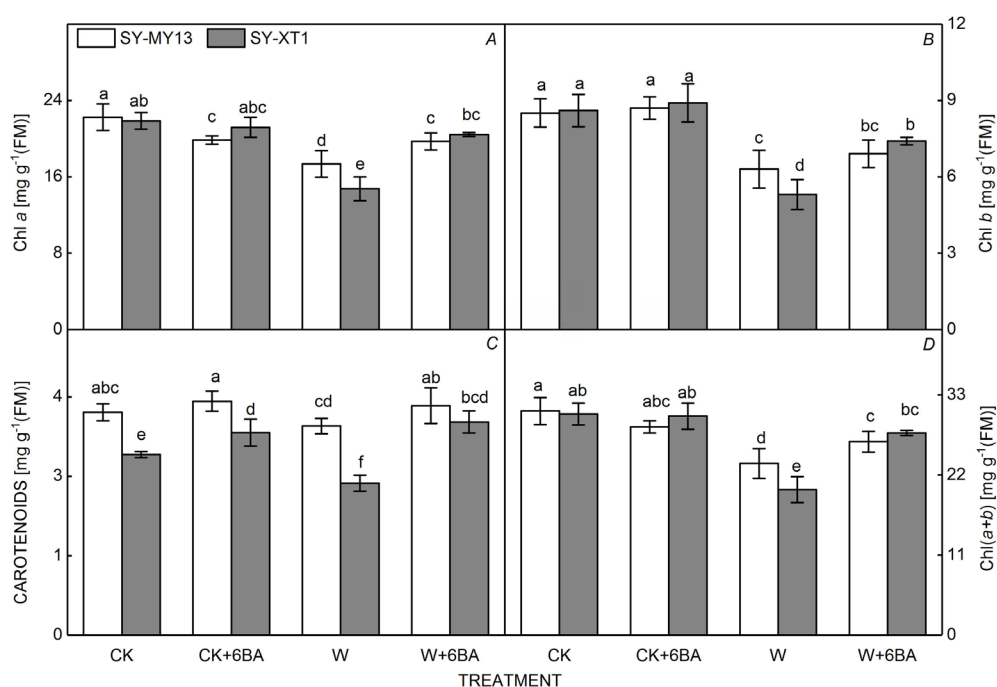 SY-MY13 SY-XT1 A
Chl a [mg g-1(FM)]
24
16
8
0
a ab c abc d e c bc
B
12
9
6
3
0
Chl b [mg g-1(FM)]
a a a a c d bc b
C
CAROTENOIDS [mg g-1(FM)]
4
3
1
0
abc e a d cd f ab bcd
D
33
22
11
0
Chl(a+b) [mg g-1(FM)]
a ab abc ab d e c bc
CK CK+6BA W W+6BA CK CK+6BA W W+6BA
TREATMENT